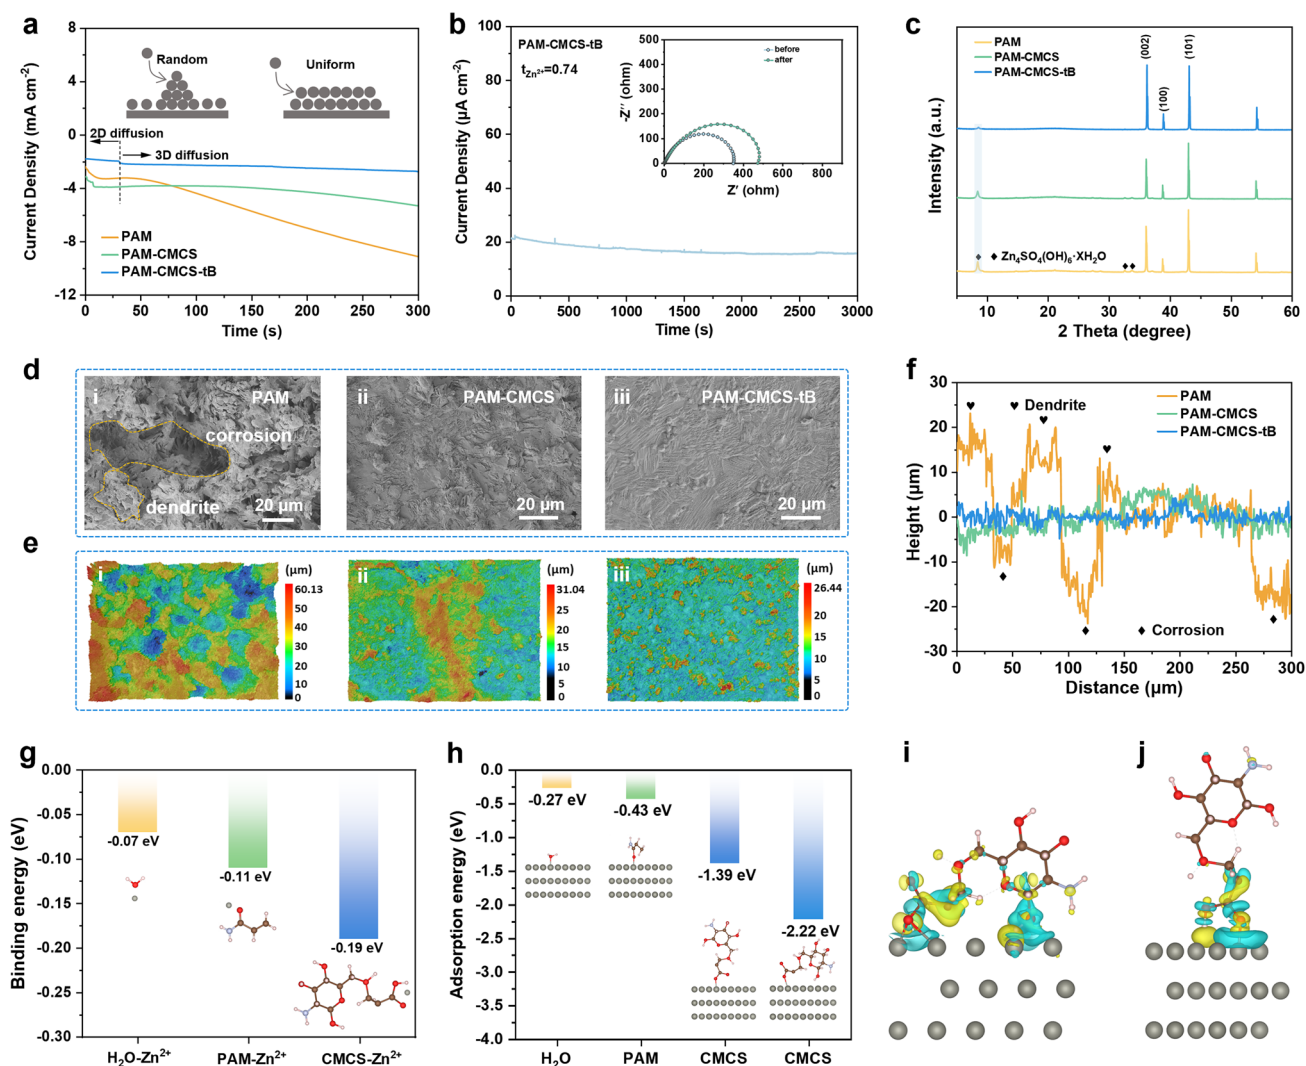 a
Current Density (mA cm⁻²)
8
4
0
-4
-8
-12
Random
Uniform
2D diffusion
3D diffusion
PAM
PAM-CMCS
PAM-CMCS-tB
0 50 100 150 200 250 300
Time (s)
b
Current Density (μA cm⁻²)
100
80
60
40
20
0
PAM-CMCS-tB
t Zn²⁺=0.74
-Z'' (ohm)
500
400
300
200
100
0
before
after
0 200 400 600 800
Z' (ohm)
0 500 1000 1500 2000 2500 3000
Time (s)
c
Intensity (a.u.)
PAM
PAM-CMCS
PAM-CMCS-tB
(002)
(100)
(101)
♦ Zn₄SO₄(OH)₆·XH₂O
10 20 30 40 50 60
2 Theta (degree)
d
i
PAM
corrosion
dendrite
20 μm
ii
PAM-CMCS
20 μm
iii
PAM-CMCS-tB
20 μm
e
i
(μm)
60.13
50
40
30
20
10
0
ii
(μm)
31.04
25
20
15
10
5
0
iii
(μm)
26.44
20
15
10
5
0
f
Height (μm)
30
20
10
0
-10
-20
-30
♥ Dendrite
PAM
PAM-CMCS
PAM-CMCS-tB
♦ Corrosion
0 50 100 150 200 250 300
Distance (μm)
g
Binding energy (eV)
0.00
-0.05
-0.10
-0.15
-0.20
-0.25
-0.30
-0.07 eV
-0.11 eV
-0.19 eV
H₂O-Zn²⁺ PAM-Zn²⁺ CMCS-Zn²⁺
h
Adsorption energy (eV)
0.0
-0.5
-1.0
-1.5
-2.0
-2.5
-3.0
-3.5
-4.0
-0.27 eV
-0.43 eV
-1.39 eV
-2.22 eV
H₂O PAM CMCS CMCS
i
j